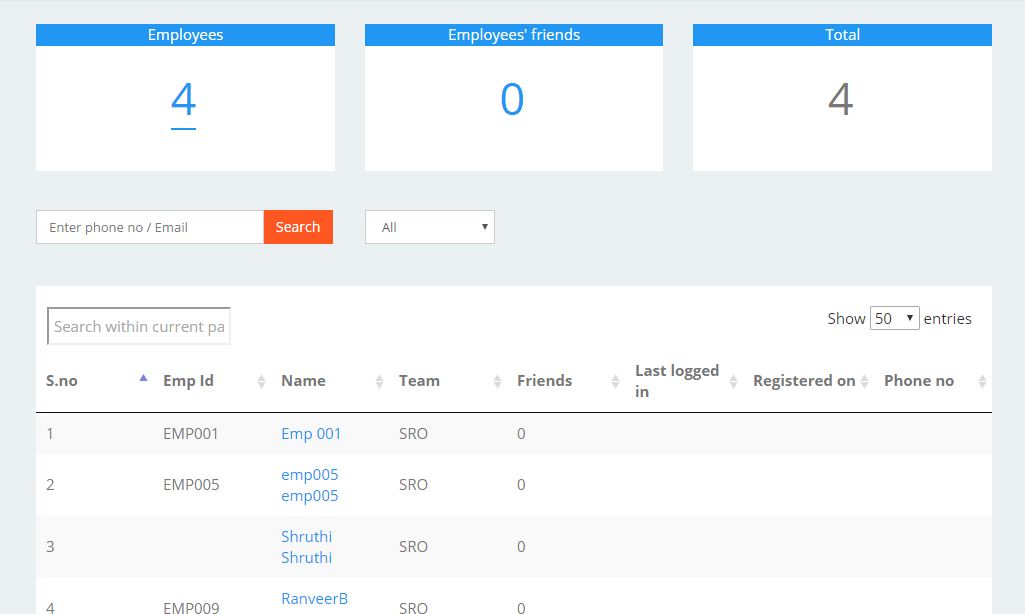 Employees
Employees' friends
Total
4
0
4
Enter phone no / Email
Search
All
Search within current pa
Show 50 entries
S.no
Emp Id
Name
Team
Friends
Last logged
in
Registered on
Phone no
1 EMP001 Emp 001 SRO 0
2 EMP005 emp005
emp005 SRO 0
3 Shruthi
Shruthi SRO 0
4 EMP009 RanveerB SRO 0